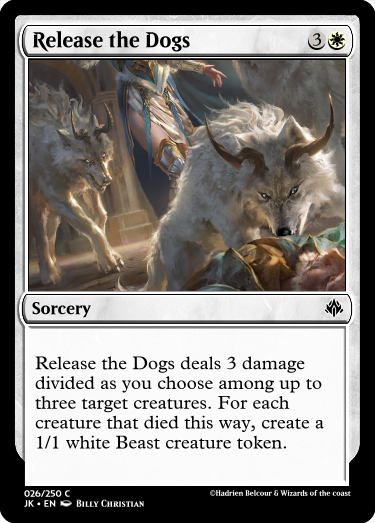 Release the Dogs 3
Sorcery
Release the Dogs deals 3 damage
divided as you choose among up to
three target creatures. For each
creature that died this way, create a
1/1 white Beast creature token.
026/250 C ©Hadrien Belcour & Wizards of the coast
JK • EN Billy Christian